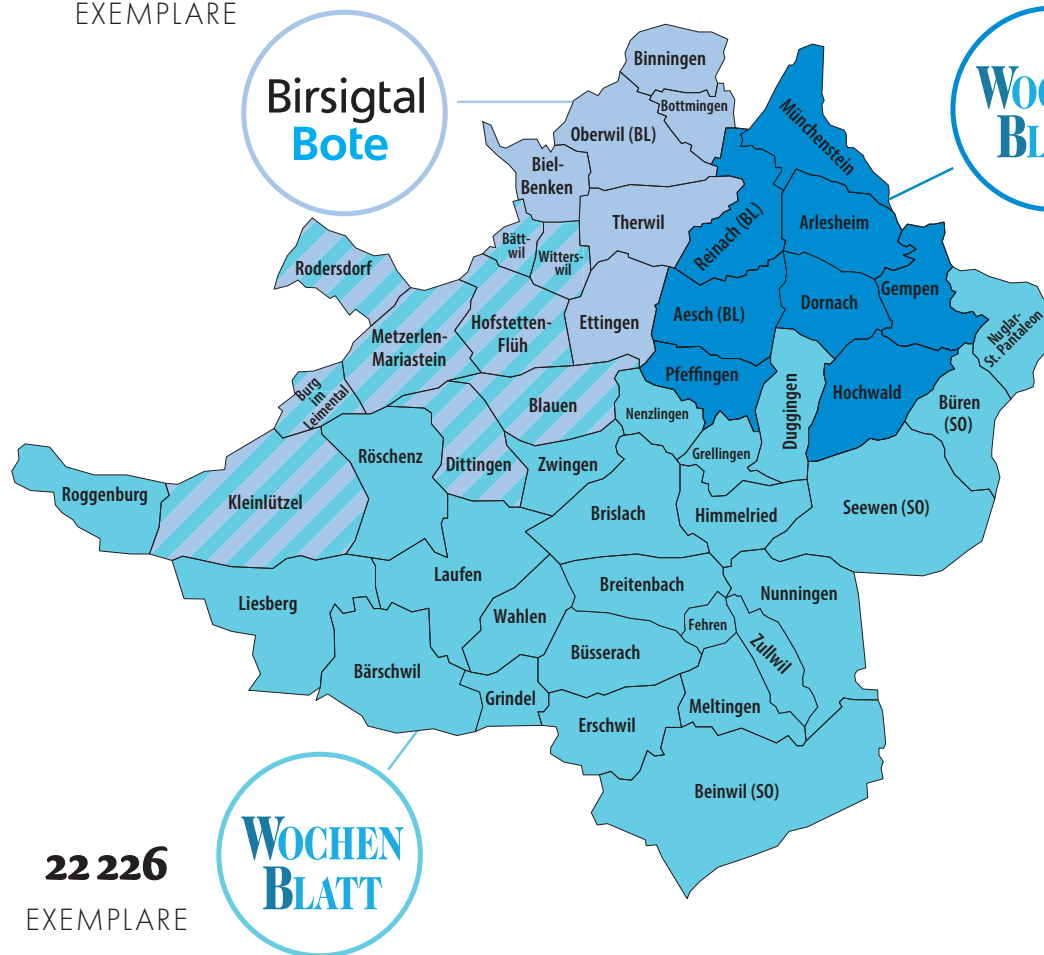 EXEMPLARE
Birsigtal
Bote
Binningen
Bottmingen
Oberwil (BL)
Münchenstein
Biel-
Benken
Therwil
Reinach (BL)
Arlesheim
Bätt-
wil
Witters-
wil
Rodersdorf
Gempen
Dornach
Aesch (BL)
Ettingen
Hofstetten-
Flüh
Metzerlen-
Mariastein
Nuglar-
St. Pantaleon
Pfeffingen
Hochwald
Büren
(SO)
Burg
im
Leimental
Blauen
Nenzlingen
Duggingen
Röschenz
Dittingen
Zwingen
Grellingen
Roggenburg
Kleinlützel
Brislach
Himmelried
Seewen (SO)
Laufen
Breitenbach
Nunningen
Liesberg
Wahlen
Fehren
Zullwil
Büsserach
Bärschwil
Grindel
Meltingen
Erschwil
Beinwil (SO)
WOCHEN
BLATT
22 226
EXEMPLARE